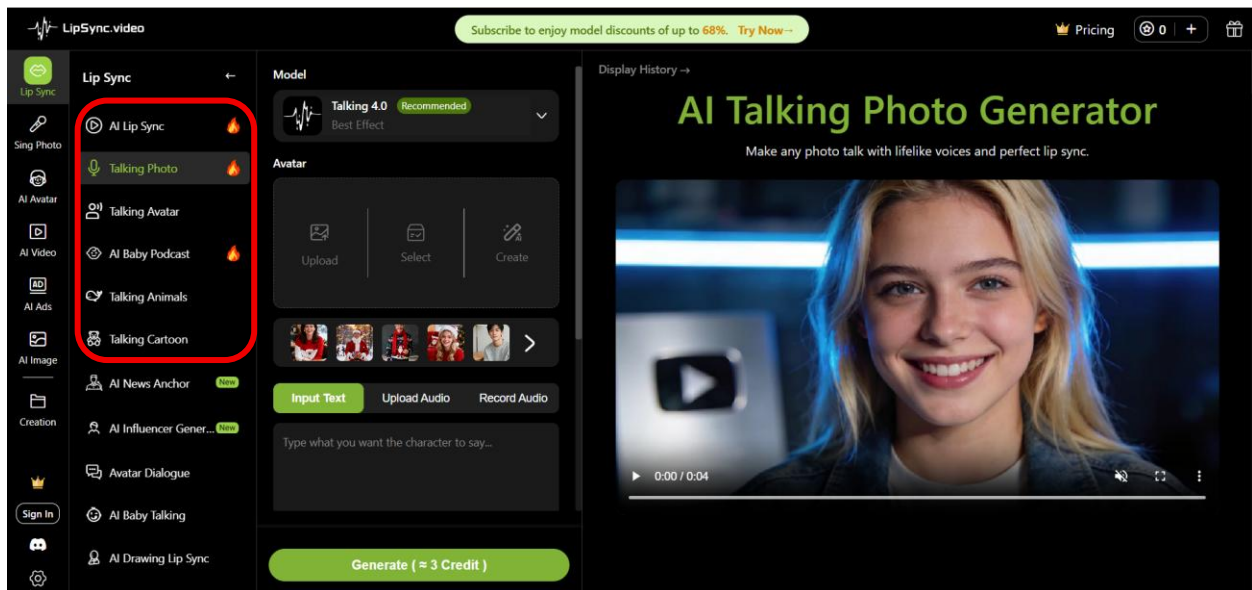 LipSync.video
Subscribe to enjoy model discounts of up to 68%. Try Now→
Pricing
0 | +
Lip Sync
Sing Photo
AI Avatar
AI Video
AD
AI Ads
AI Image
Creation
Sign In
Lip Sync ←
AI Lip Sync
Talking Photo
Talking Avatar
AI Baby Podcast
Talking Animals
Talking Cartoon
AI News Anchor New
AI Influencer Gener... New
Avatar Dialogue
AI Baby Talking
AI Drawing Lip Sync
Model
Talking 4.0 Recommended
Best Effect
Avatar
Upload Select Create
Input Text Upload Audio Record Audio
Type what you want the character to say...
Generate ( ≈ 3 Credit )
Display History →
AI Talking Photo Generator
Make any photo talk with lifelike voices and perfect lip sync.
0:00 / 0:04